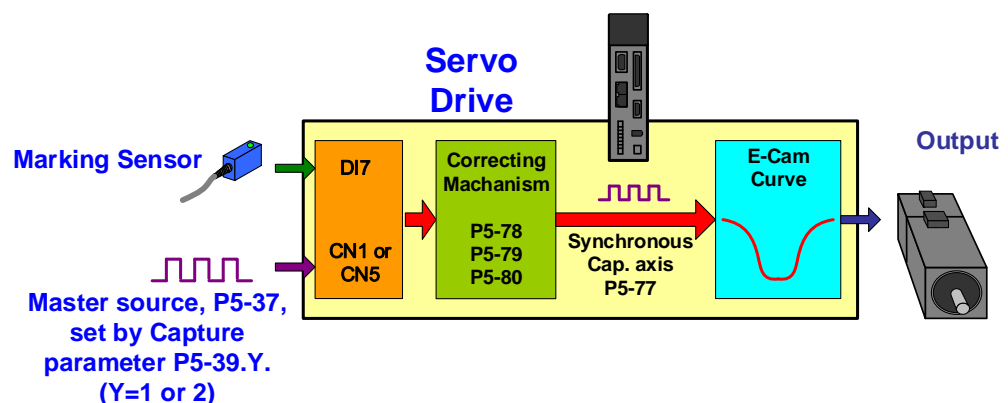 Servo
Drive
Marking Sensor
DI7
CN1 or
CN5
Correcting
Machanism
P5-78
P5-79
P5-80
Synchronous
Cap. axis
P5-77
E-Cam
Curve
Output
Master source, P5-37,
set by Capture
parameter P5-39.Y.
(Y=1 or 2)